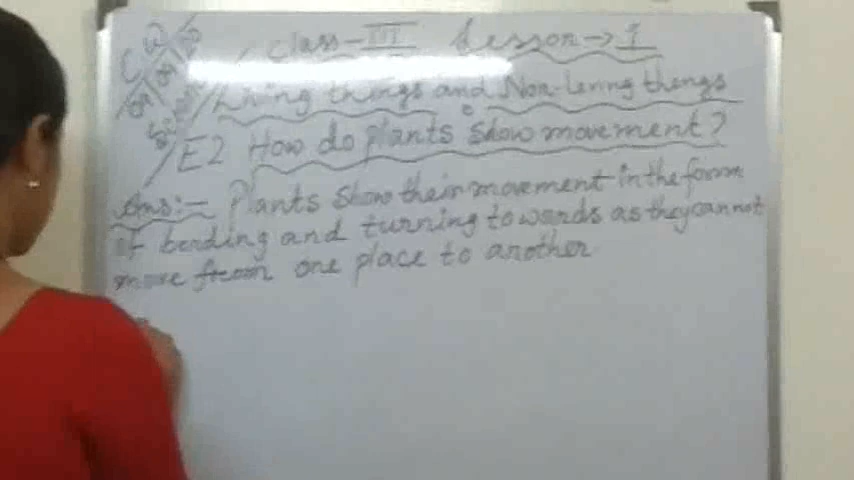 Class-III Lesson→1
Living things and Non-living things
E2 How do plants show movement?
Ans:- Plants show their movement in the form
of bending and turning towards as they cannot
move from one place to another